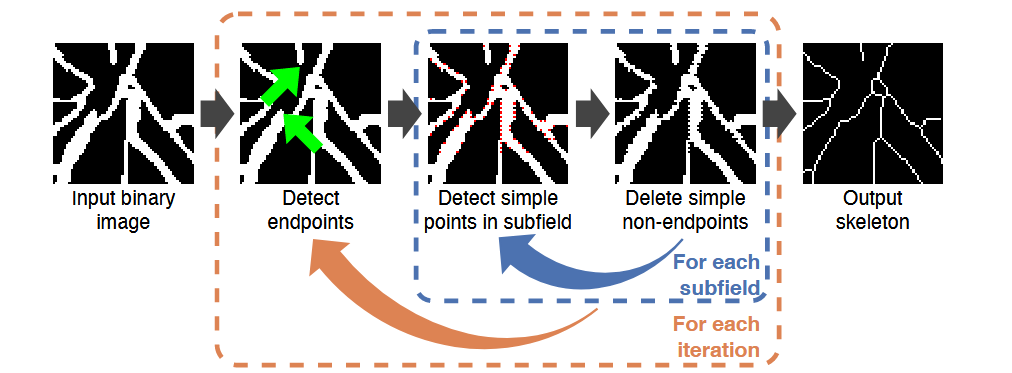 Input binary
image
Detect
endpoints
Detect simple
points in subfield
Delete simple
non-endpoints
Output
skeleton
For each
subfield
For each
iteration